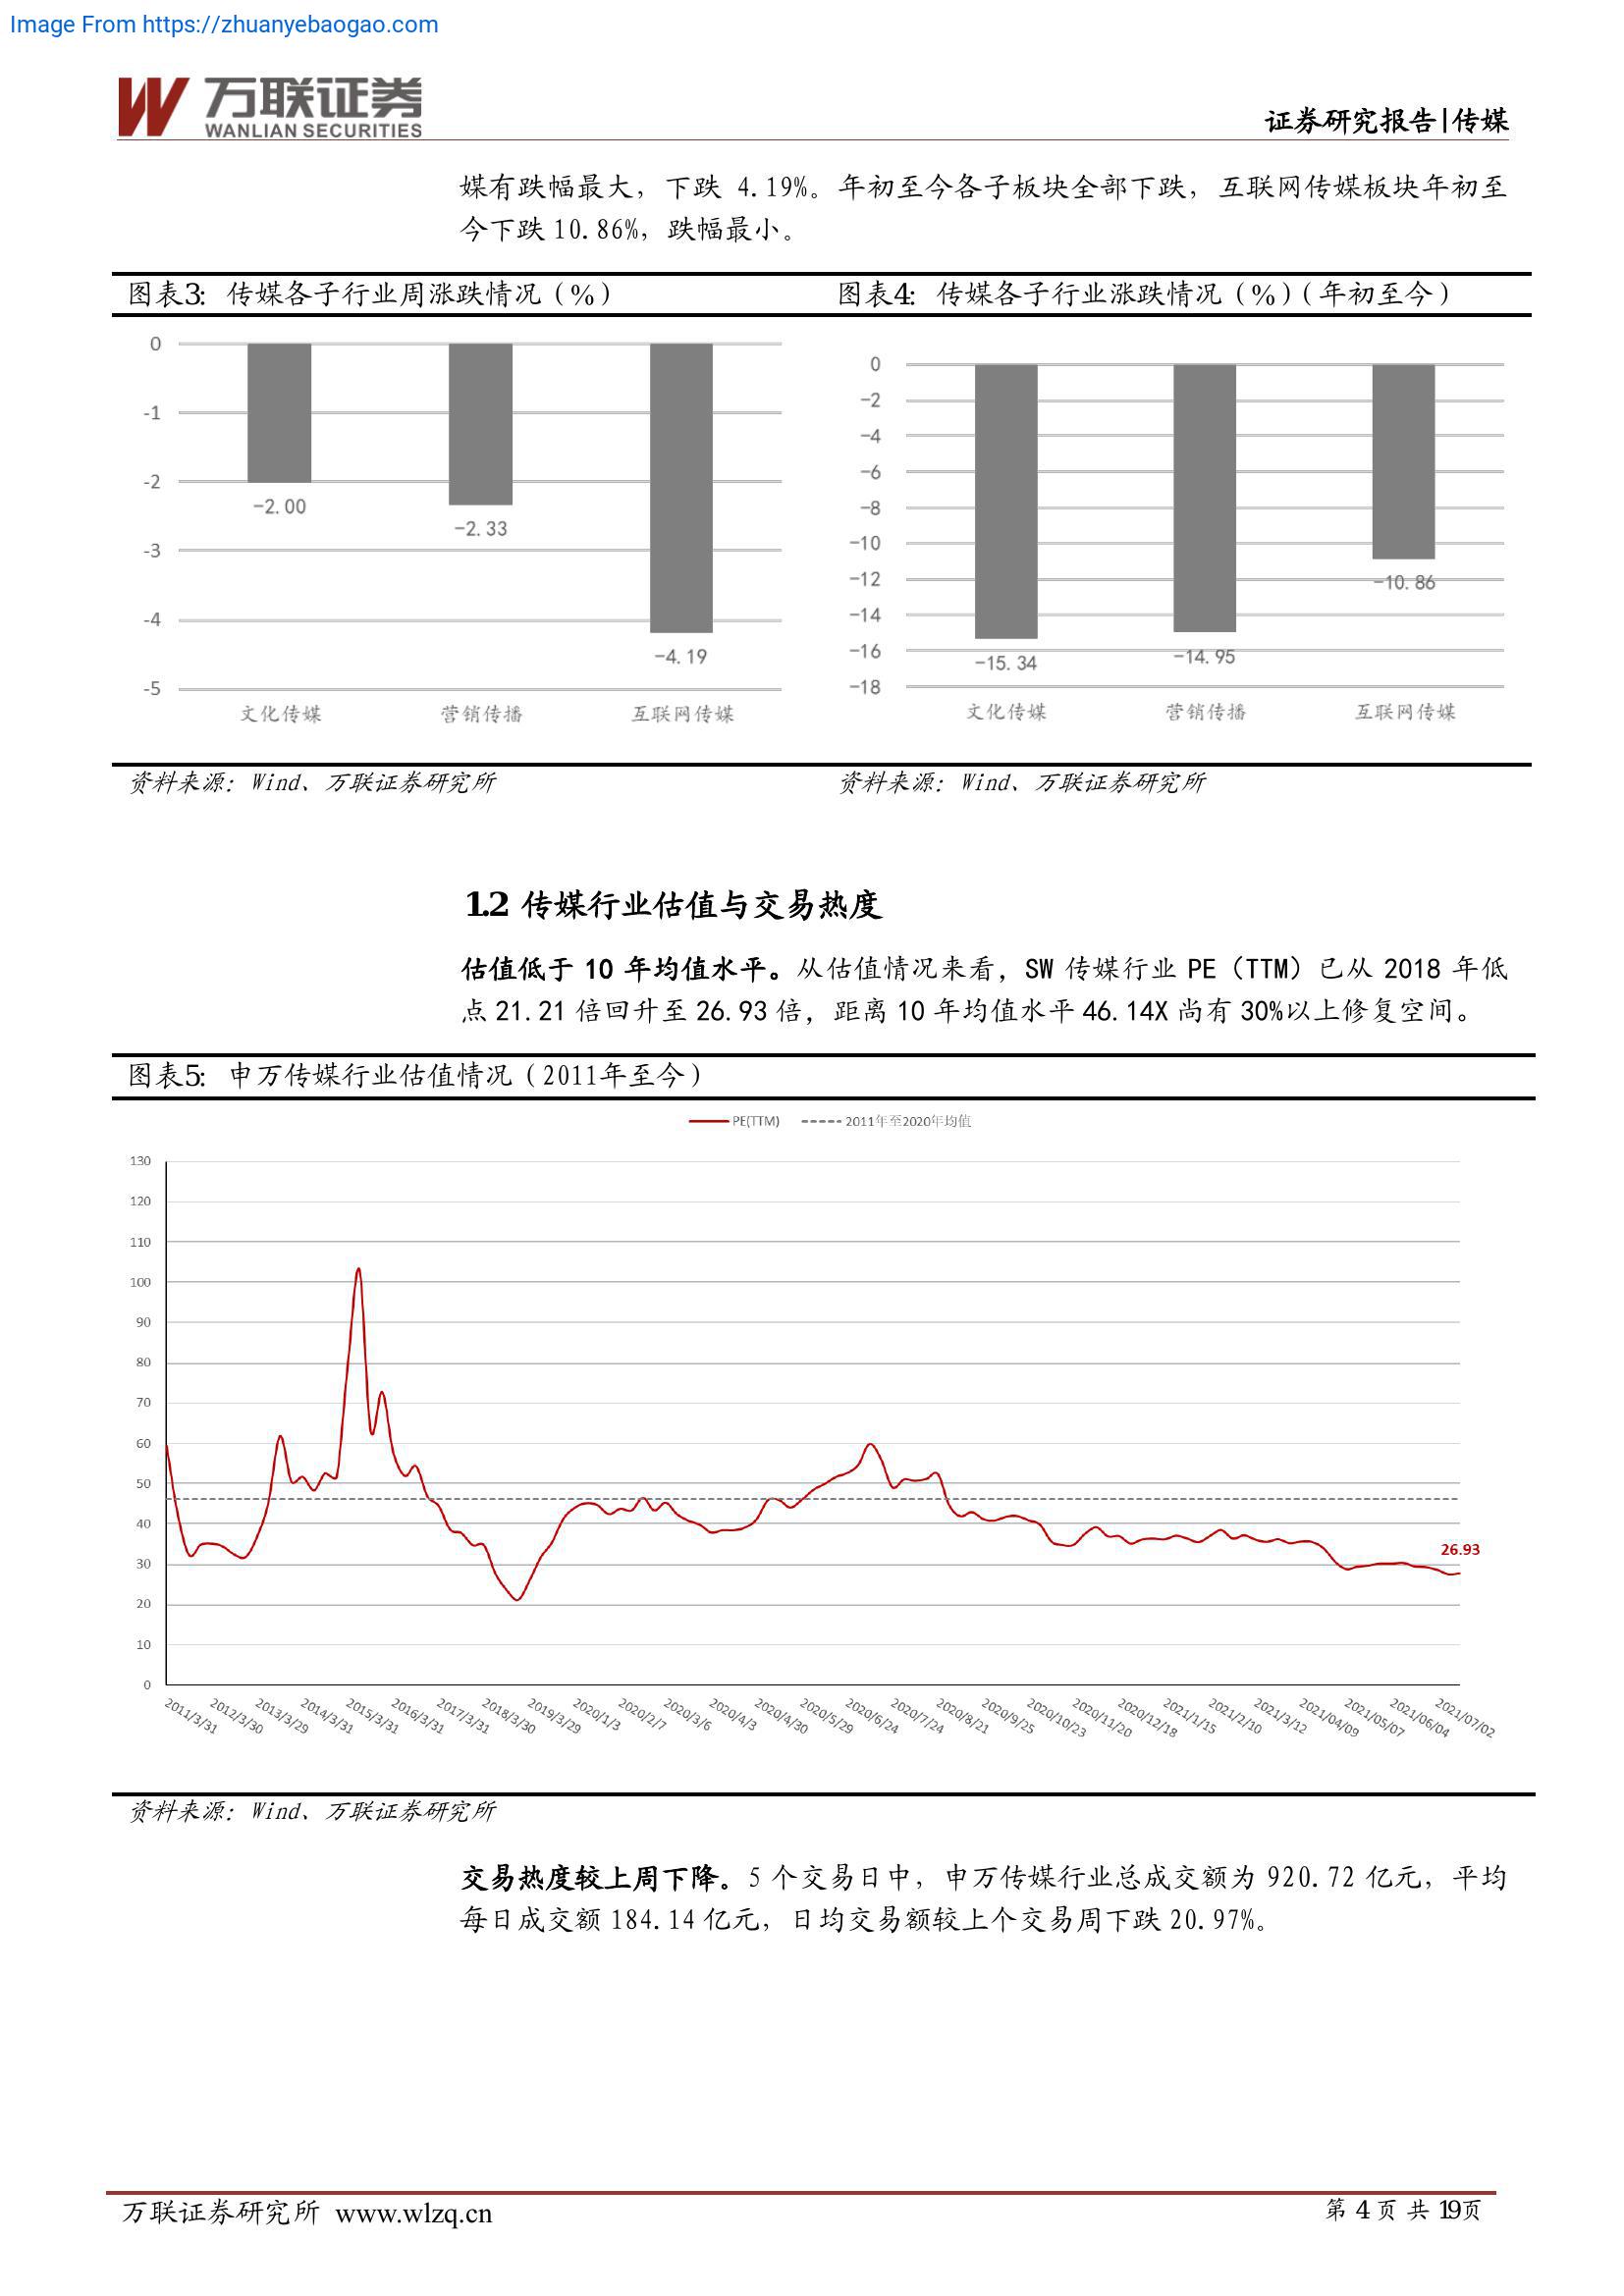 Image From https://zhuanyebaogao.com
万联证券
WANLIAN SECURITIES
证券研究报告|传媒
媒有跌幅最大，下跌 4.19%。年初至今各子板块全部下跌，互联网传媒板块年初至
今下跌 10.86%，跌幅最小。
图表3：传媒各子行业周涨跌情况（%）
图表4：传媒各子行业涨跌情况（%）（年初至今）
0
-1
-2
-3
-4
-5
-2.00
-2.33
-4.19
文化传媒
营销传播
互联网传媒
0
-2
-4
-6
-8
-10
-12
-14
-16
-18
-15.34
-14.95
-10.86
文化传媒
营销传播
互联网传媒
资料来源：Wind、万联证券研究所
资料来源：Wind、万联证券研究所
1.2 传媒行业估值与交易热度
估值低于 10 年均值水平。从估值情况来看，SW 传媒行业 PE（TTM）已从 2018 年低
点 21.21 倍回升至 26.93 倍，距离 10 年均值水平 46.14X 尚有 30%以上修复空间。
图表5：申万传媒行业估值情况（2011年至今）
PE(TTM)
2011年至2020年均值
130
120
110
100
90
80
70
60
50
40
30
20
10
0
26.93
2011/3/31
2012/3/30
2013/3/29
2014/3/31
2015/3/31
2016/3/31
2017/3/31
2018/3/30
2019/3/29
2020/1/3
2020/2/7
2020/3/6
2020/4/3
2020/4/30
2020/5/29
2020/6/24
2020/7/24
2020/8/21
2020/9/25
2020/10/23
2020/11/20
2020/12/18
2021/1/15
2021/2/10
2021/3/12
2021/04/09
2021/05/07
2021/06/04
2021/07/02
资料来源：Wind、万联证券研究所
交易热度较上周下降。5 个交易日中，申万传媒行业总成交额为 920.72 亿元，平均
每日成交额 184.14 亿元，日均交易额较上个交易周下跌 20.97%。
万联证券研究所 www.wlzq.cn
第 4 页 共 19页